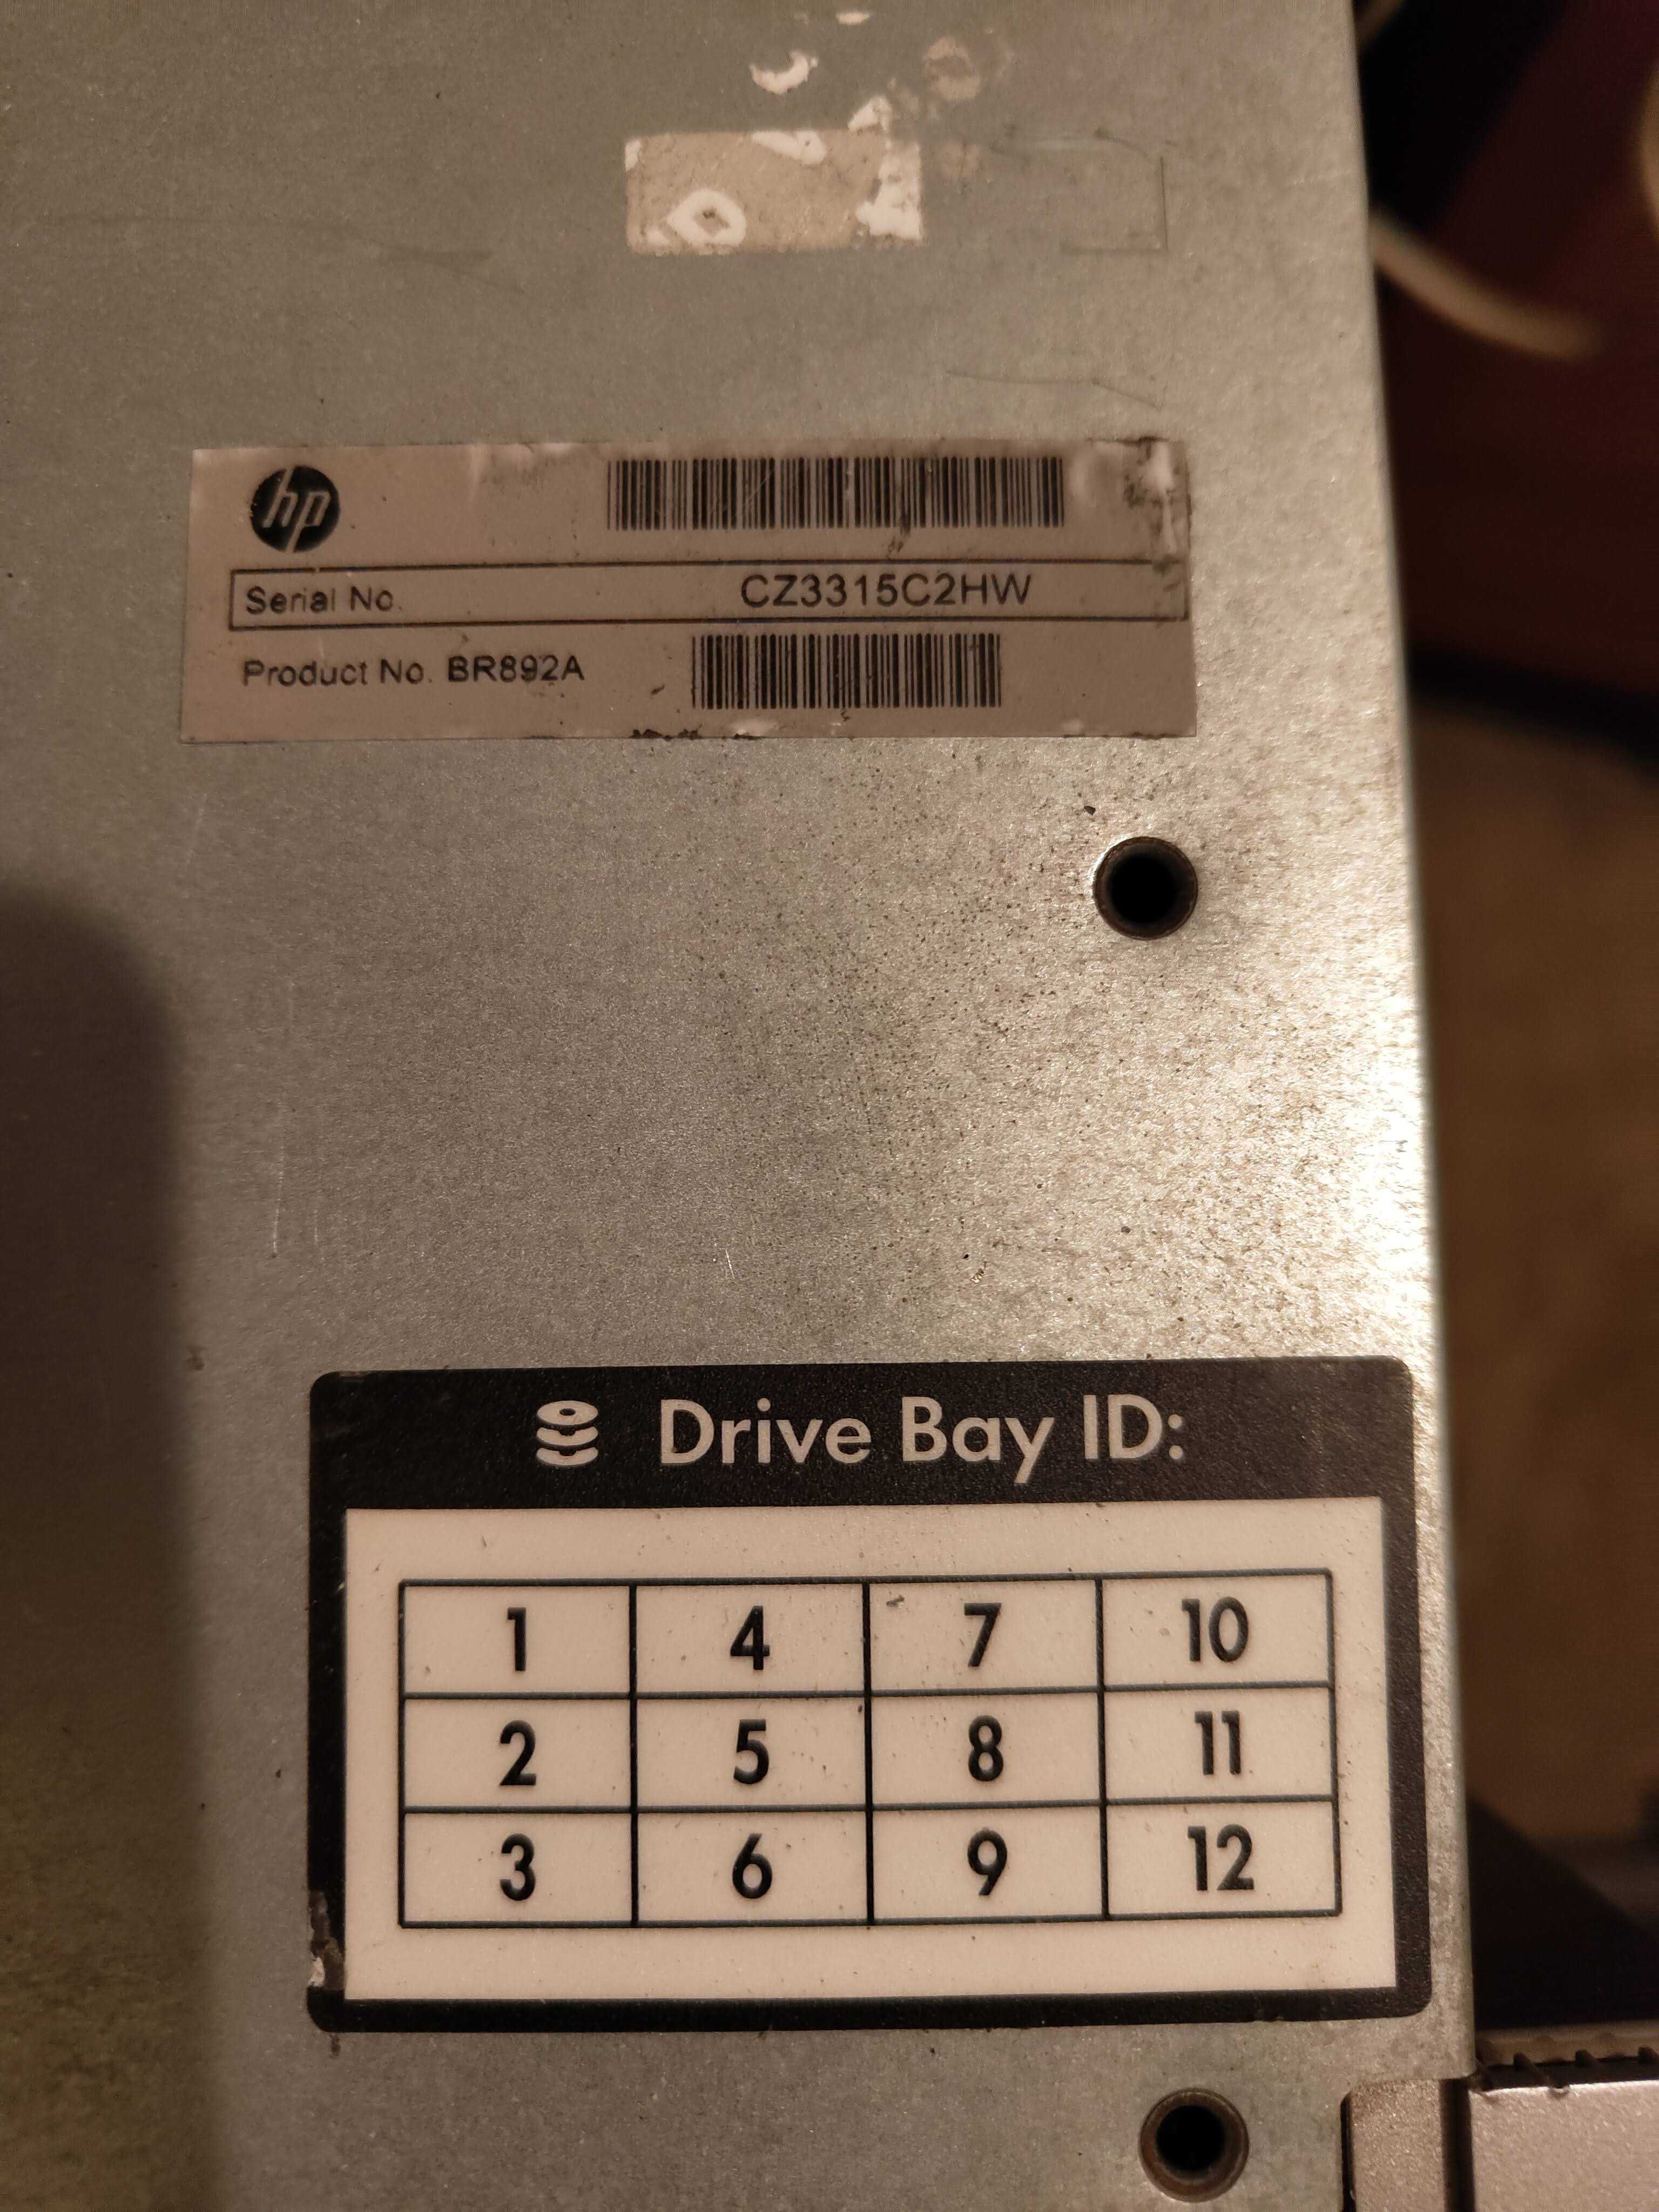 hp
Serial No. CZ3315C2HW
Product No. BR892A
Drive Bay ID:
1 4 7 10
2 5 8 11
3 6 9 12